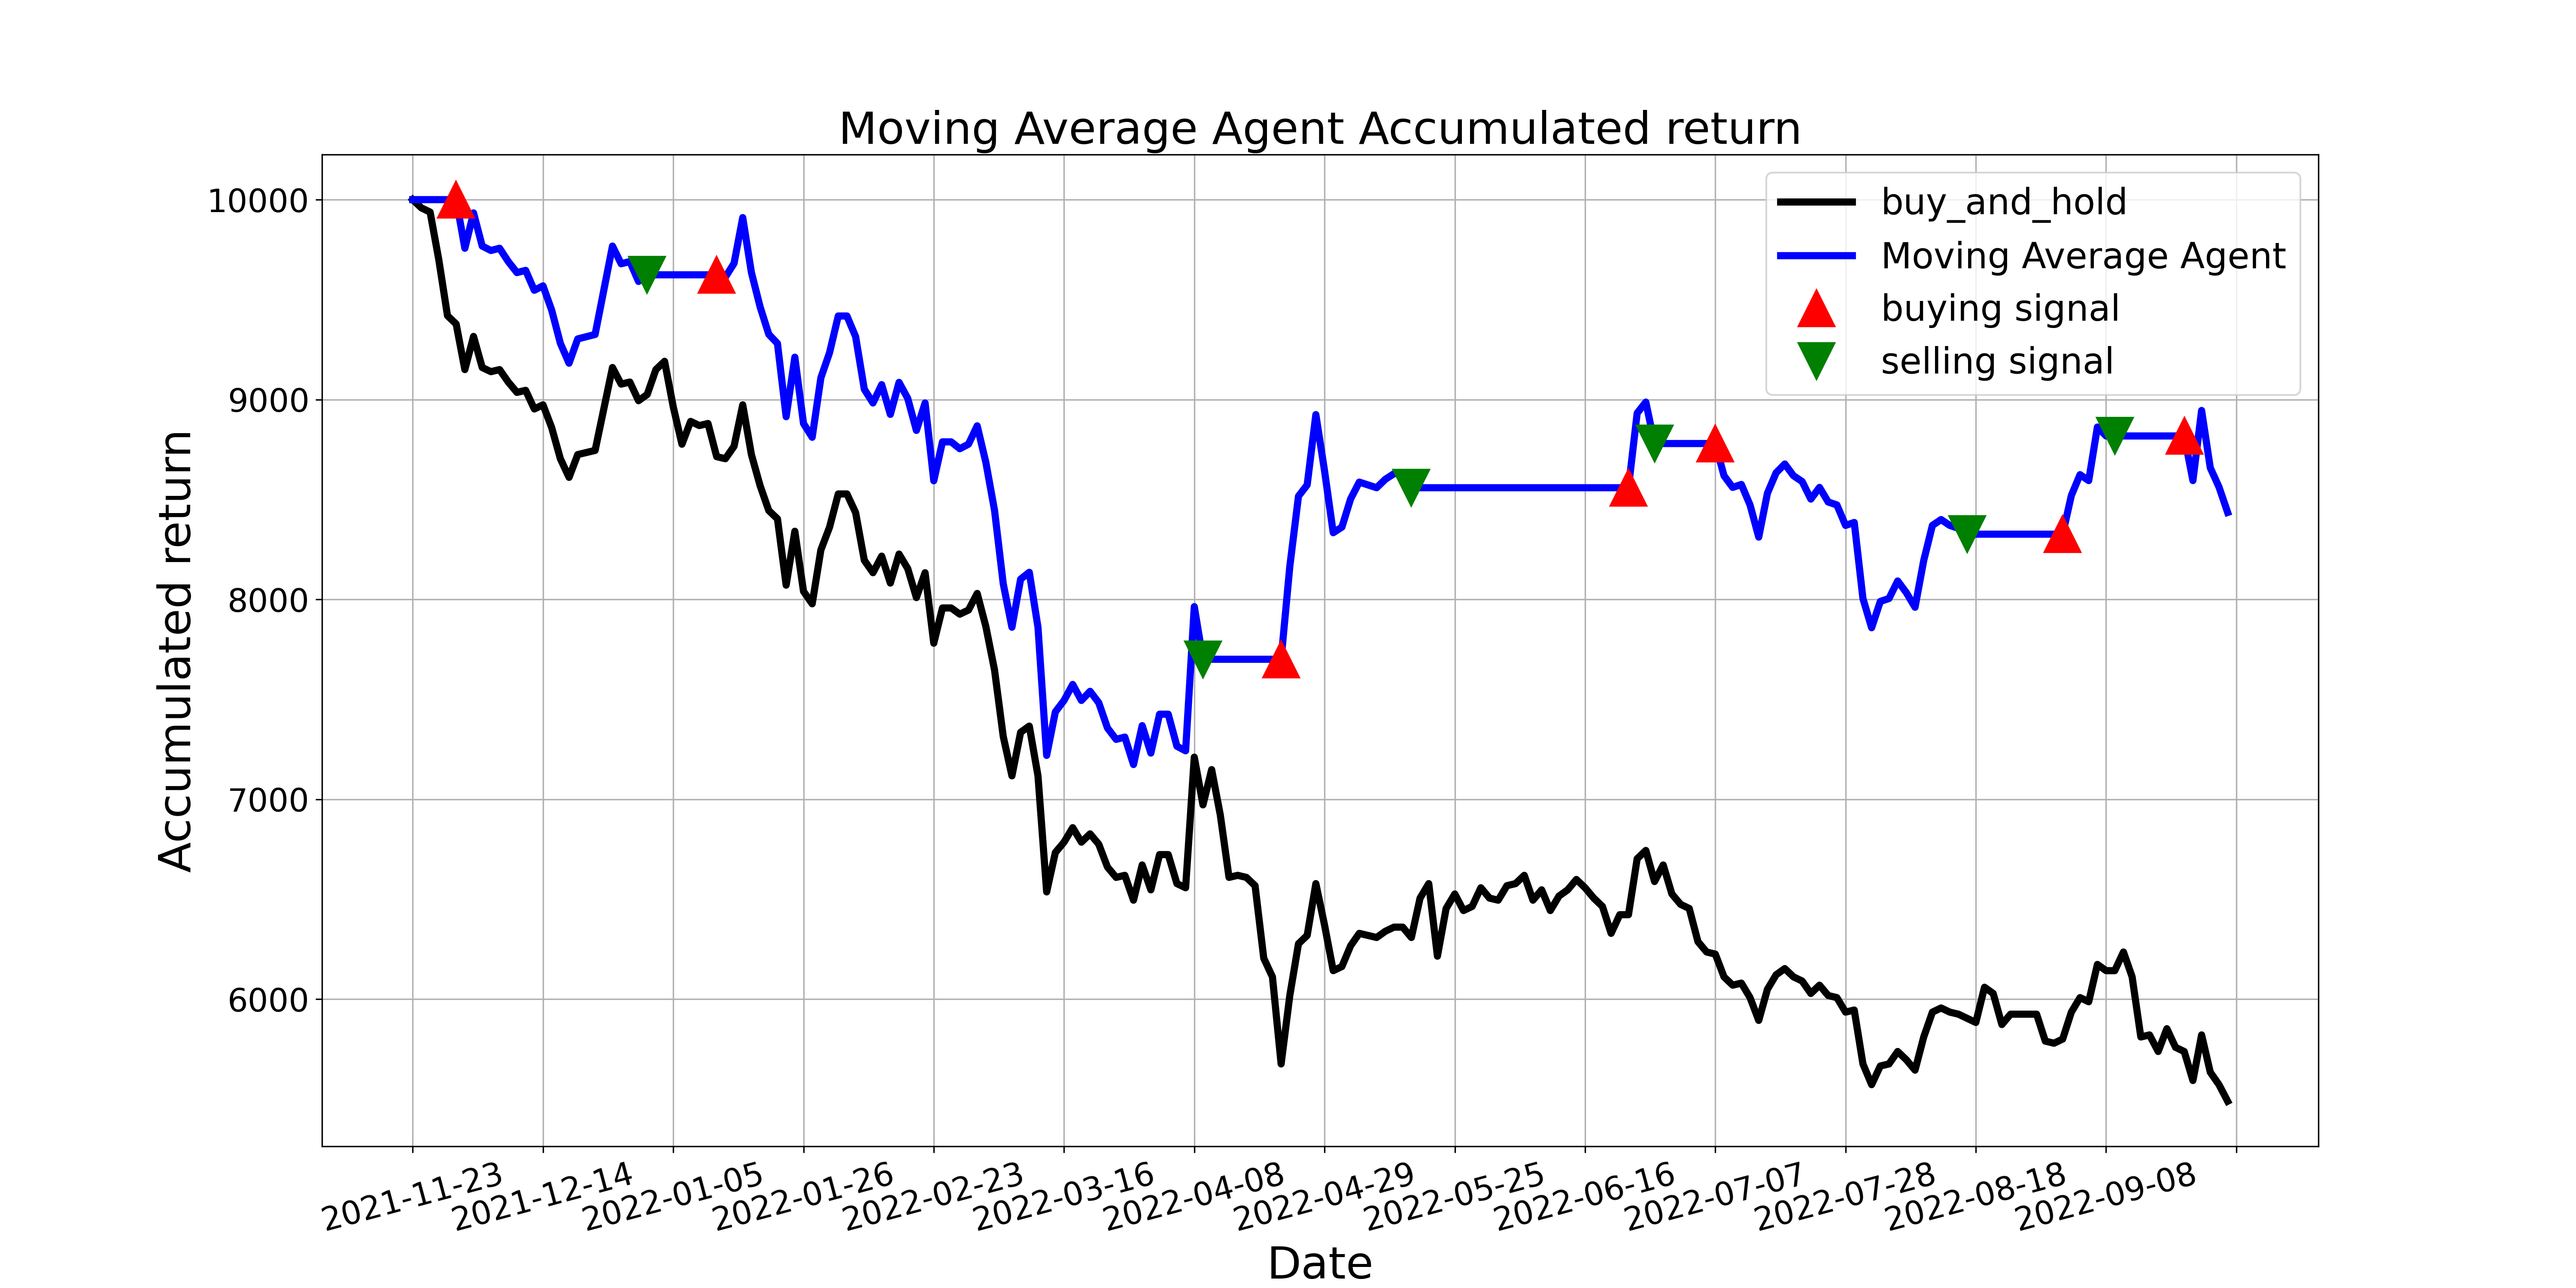 Moving Average Agent Accumulated return
buy_and_hold
Moving Average Agent
buying signal
selling signal
10000
9000
8000
7000
6000
Accumulated return
2021-11-23
2021-12-14
2022-01-05
2022-01-26
2022-02-23
2022-03-16
2022-04-08
2022-04-29
2022-05-25
2022-06-16
2022-07-07
2022-07-28
2022-08-18
2022-09-08
Date